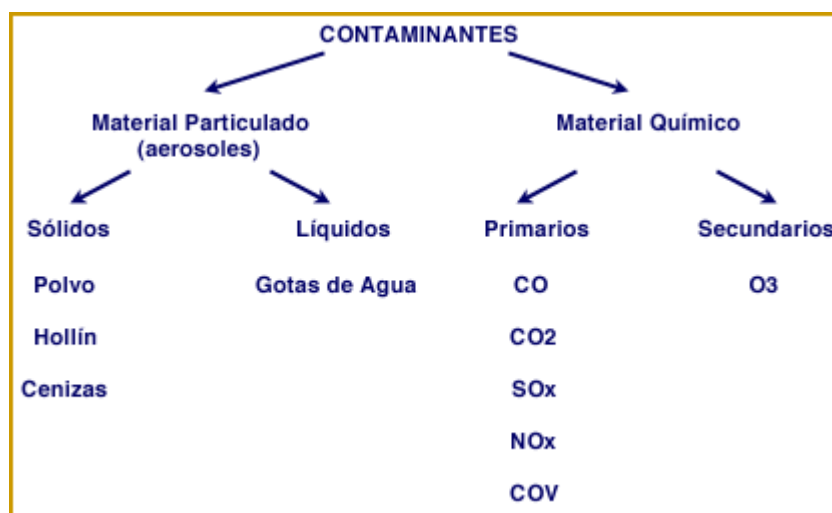 CONTAMINANTES
Material Particulado
(aerosoles)
Material Químico
Sólidos
Líquidos
Primarios
Secundarios
Polvo
Gotas de Agua
CO
O3
Hollín
CO2
Cenizas
SOx
NOx
COV